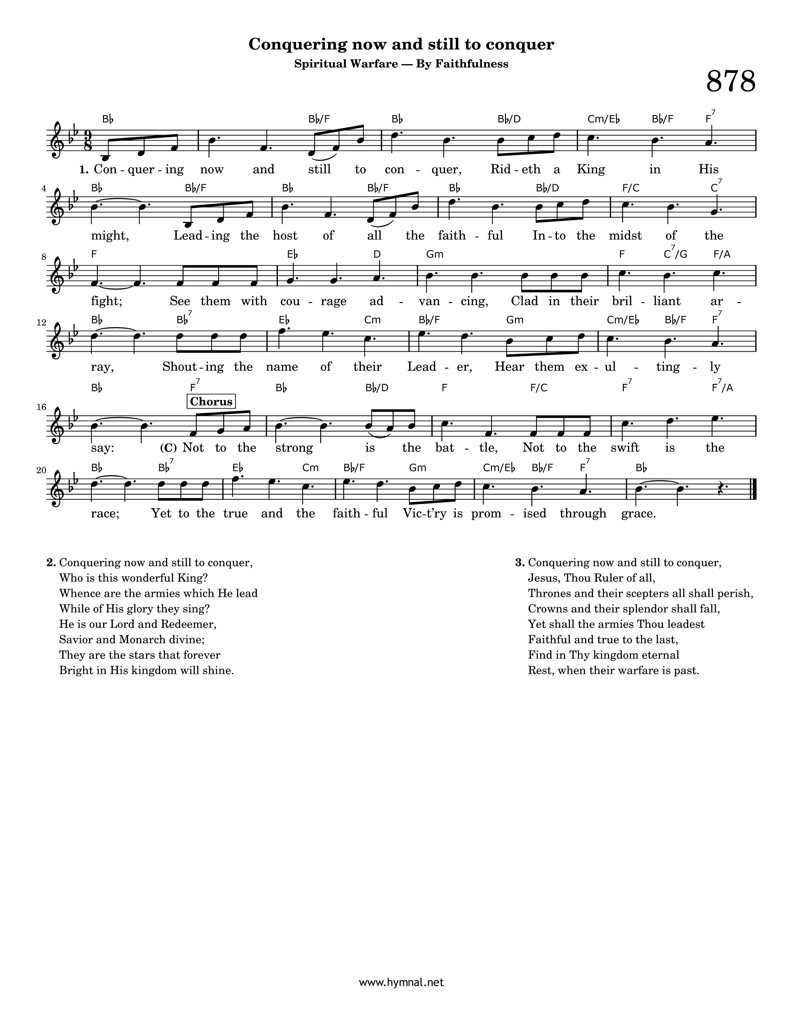 Conquering now and still to conquer
Spiritual Warfare — By Faithfulness
878
B♭ B♭/F B♭ B♭/D Cm/E♭ B♭/F F7
9
8
1. Con - quer - ing now and still to con - quer, Rid - eth a King in His
4 B♭ B♭/F B♭ B♭/F B♭ B♭/D F/C C7
might, Lead - ing the host of all the faith - ful In - to the midst of the
8 F E♭ D Gm F C7/G F/A
fight; See them with cou - rage ad - van - cing, Clad in their bril - liant ar -
12 B♭ B♭7 E♭ Cm B♭/F Gm Cm/E♭ B♭/F F7
ray, Shout - ing the name of their Lead - er, Hear them ex - ul - ting - ly
B♭ F7 B♭ B♭/D F F/C F7 F7/A
Chorus
16
say: (C) Not to the strong is the bat - tle, Not to the swift is the
20 B♭ B♭7 E♭ Cm B♭/F Gm Cm/E♭ B♭/F F7 B♭
race; Yet to the true and the faith - ful Vic-t'ry is prom - ised through grace.
2. Conquering now and still to conquer,
Who is this wonderful King?
Whence are the armies which He lead
While of His glory they sing?
He is our Lord and Redeemer,
Savior and Monarch divine;
They are the stars that forever
Bright in His kingdom will shine.
3. Conquering now and still to conquer,
Jesus, Thou Ruler of all,
Thrones and their scepters all shall perish,
Crowns and their splendor shall fall,
Yet shall the armies Thou leadest
Faithful and true to the last,
Find in Thy kingdom eternal
Rest, when their warfare is past.
www.hymnal.net